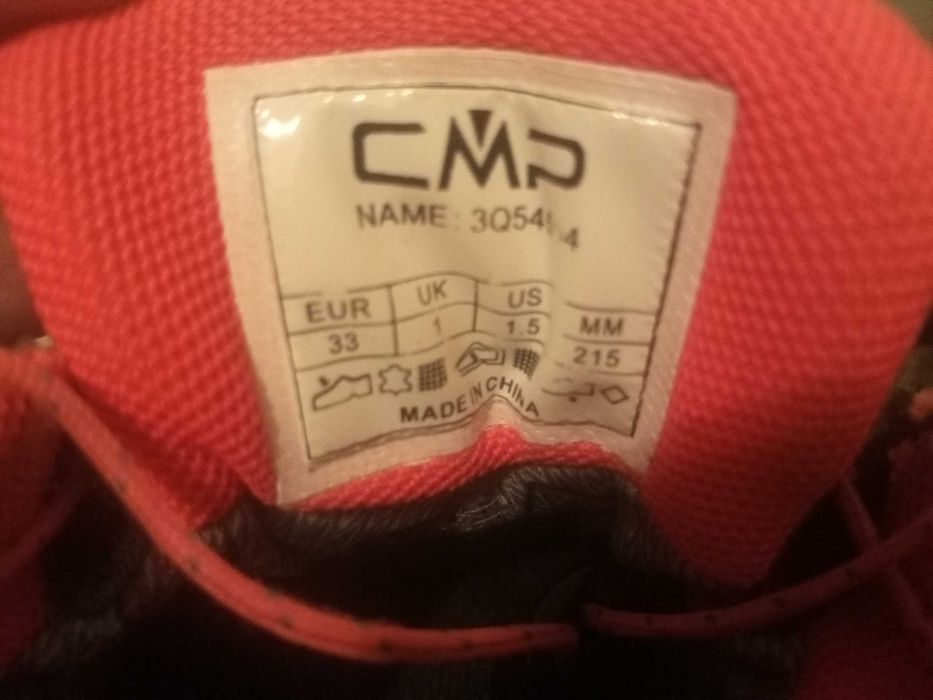 CMP
NAME: 
EUR UK US MM
33 1 1.5 215
MADE IN CHINA